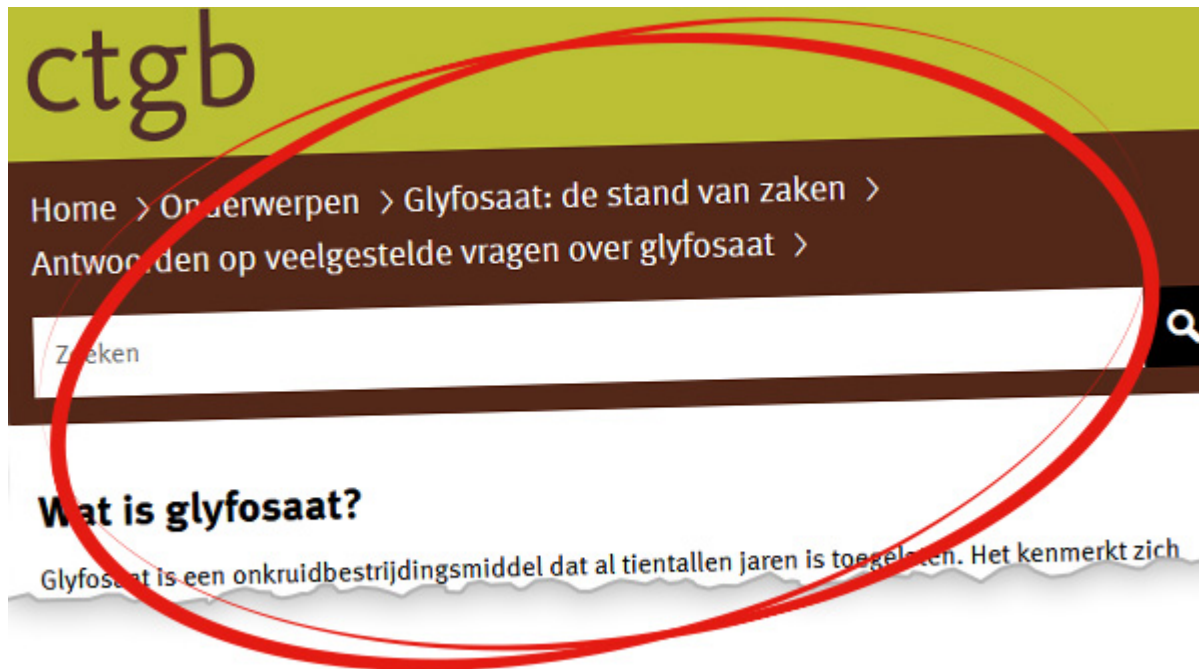 ctgb
Home > Onderwerpen > Glyfosaat: de stand van zaken >
Antwoorden op veelgestelde vragen over glyfosaat >
Zoeken
Wat is glyfosaat?
Glyfosaat is een onkruidbestrijdingsmiddel dat al tientallen jaren is toegelaten. Het kenmerkt zich